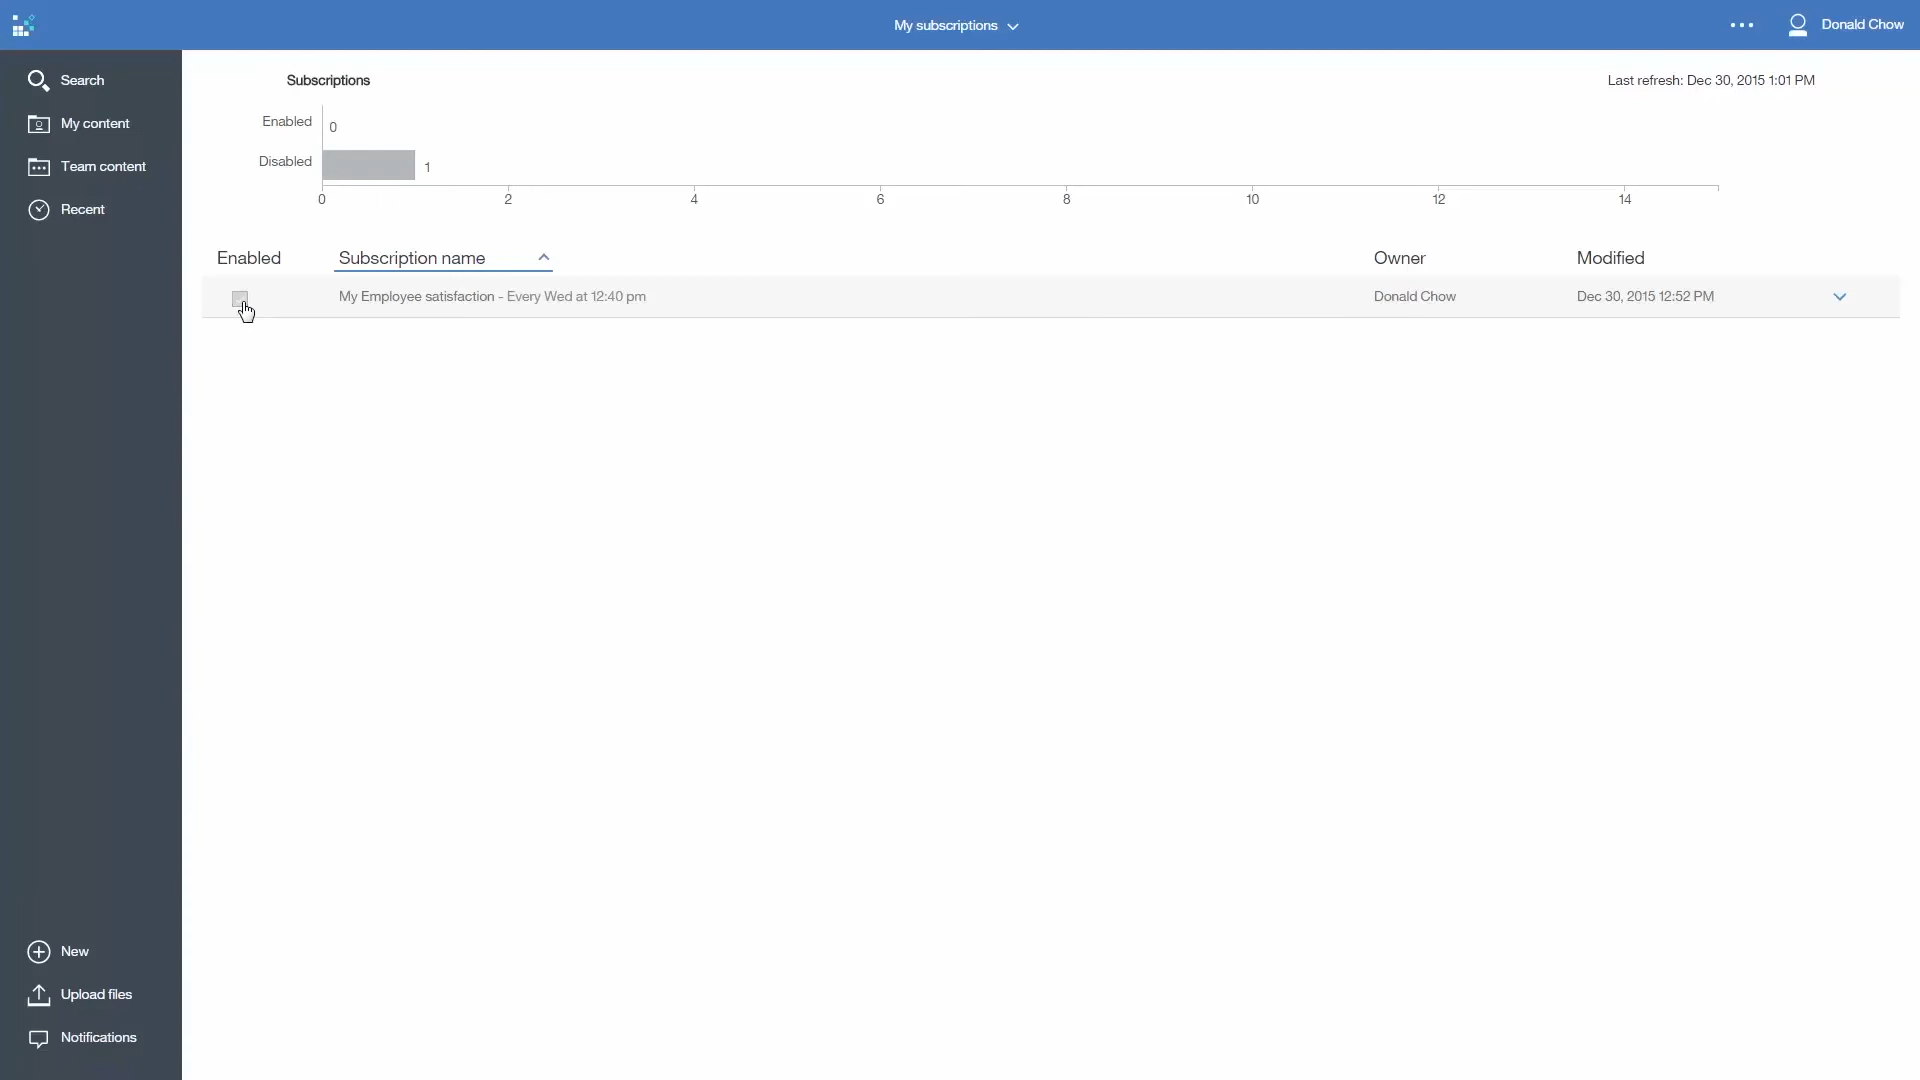 My subscriptions
Donald Chow
Search
My content
Team content
Recent
New
Upload files
Notifications
Subscriptions
Last refresh: Dec 30, 2015 1:01 PM
Enabled 0
Disabled 1
0 2 4 6 8 10 12 14
Enabled Subscription name Owner Modified
My Employee satisfaction - Every Wed at 12:40 pm Donald Chow Dec 30, 2015 12:52 PM